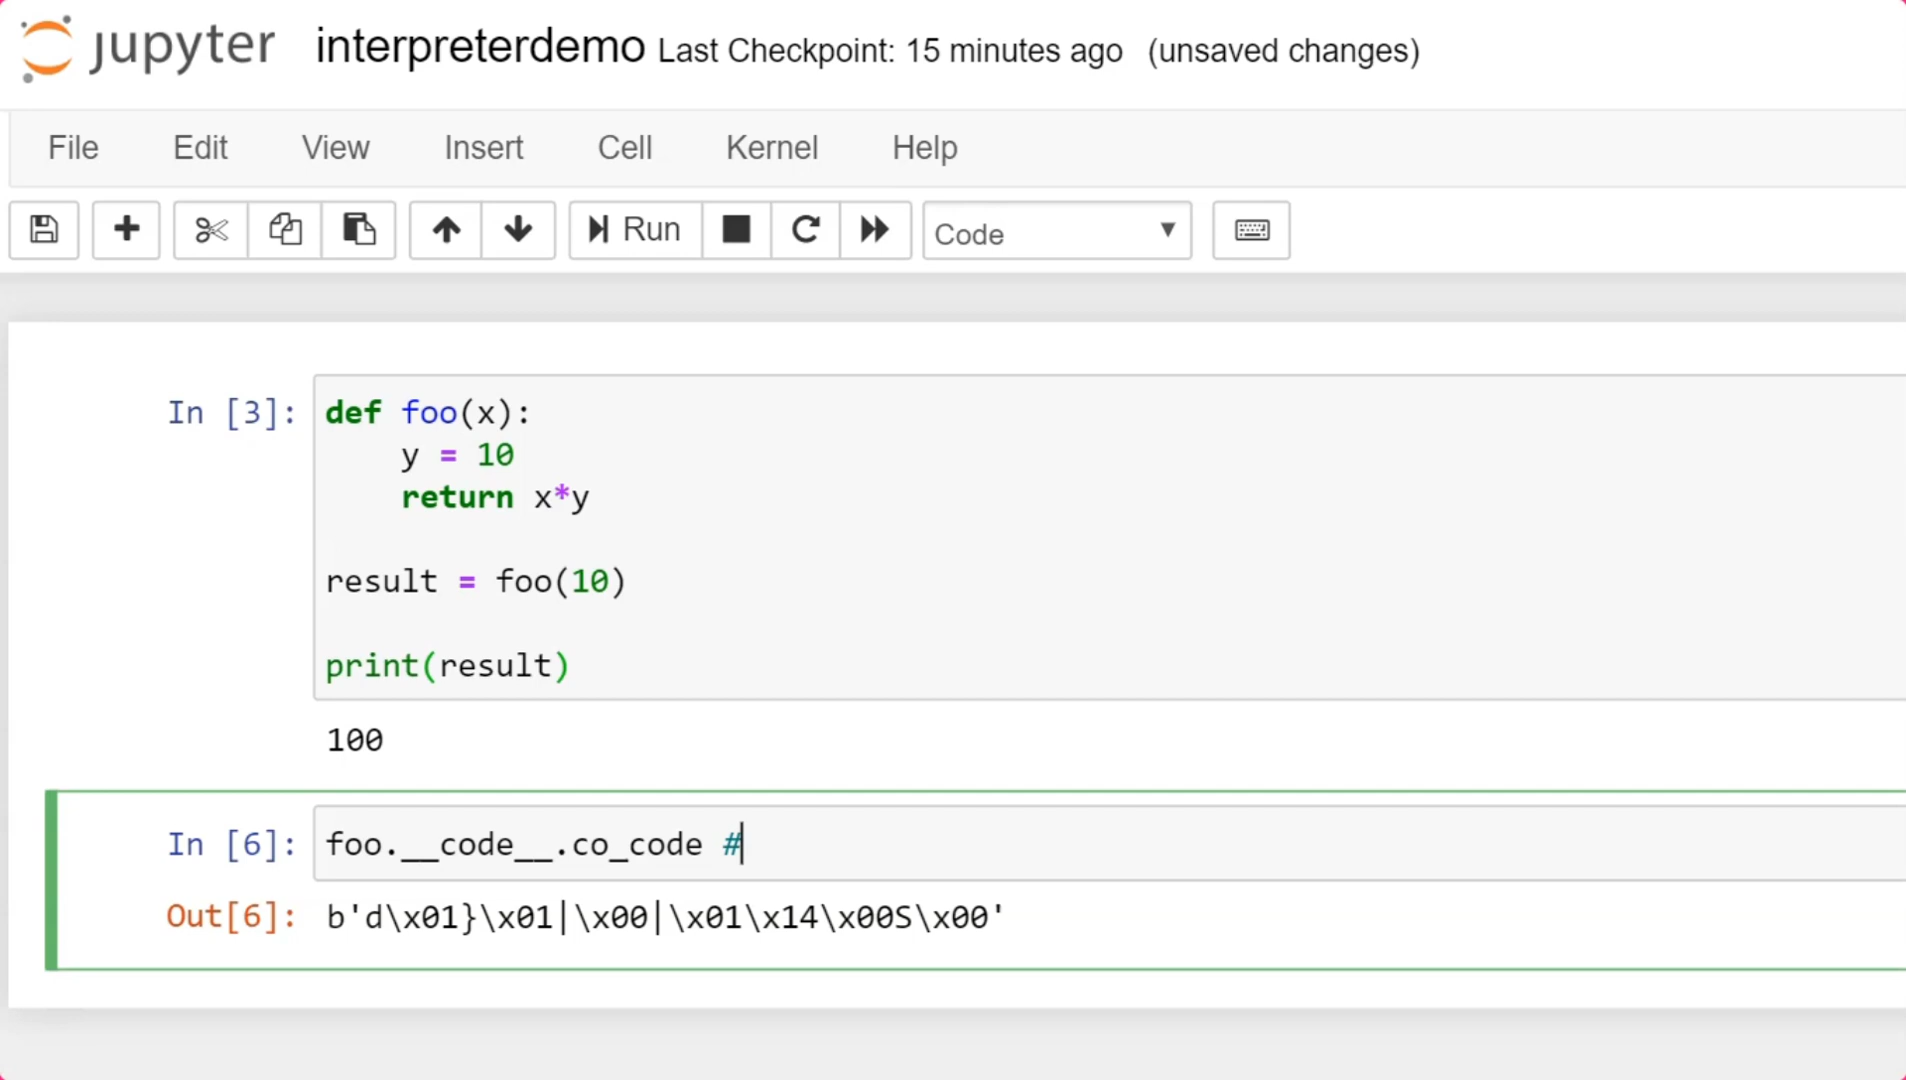 jupyter interpreterdemo Last Checkpoint: 15 minutes ago (unsaved changes)
File Edit View Insert Cell Kernel Help
Run Code
In [3]: def foo(x):
    y = 10
    return x*y
result = foo(10)
print(result)
100
In [6]: foo.__code__.co_code #
Out[6]: b'd\x01}\x01|\x00|\x01\x14\x00S\x00'